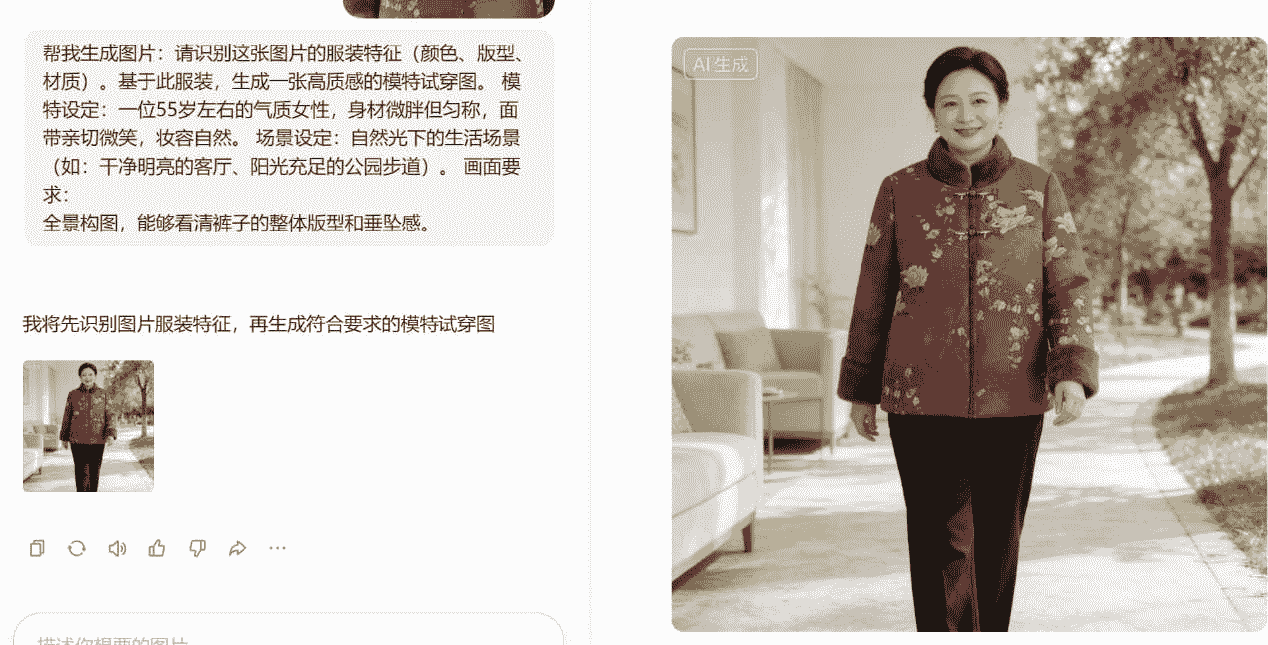 帮我生成图片：请识别这张图片的服装特征（颜色、版型、
材质）。基于此服装，生成一张高质感的模特试穿图。 模
特设定：一位55岁左右的气质女性，身材微胖但匀称，面
带亲切微笑，妆容自然。 场景设定：自然光下的生活场景
（如：干净明亮的客厅、阳光充足的公园步道）。 画面要
求：
全景构图，能够看清裤子的整体版型和垂坠感。
我将先识别图片服装特征，再生成符合要求的模特试穿图
描述你想要的图片
AI 生成